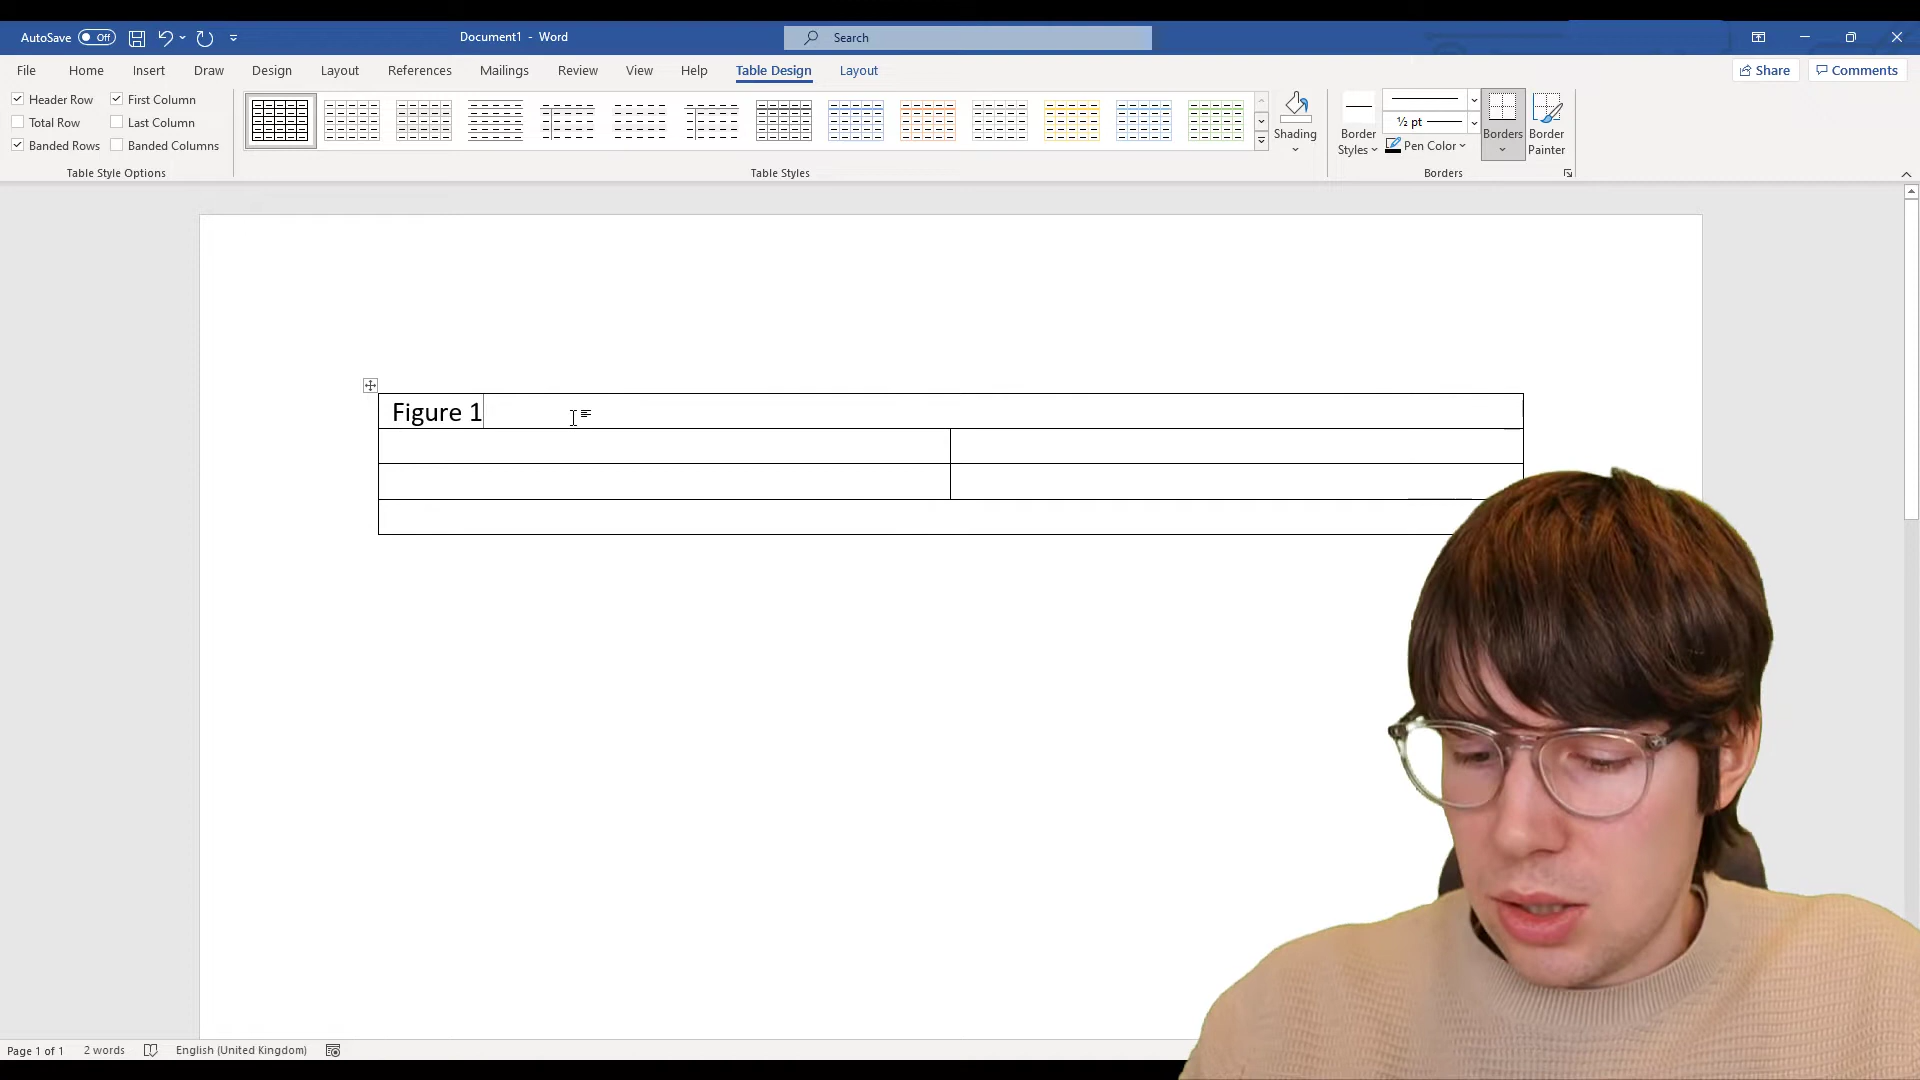 AutoSave Off
Document1 - Word
Search
File Home Insert Draw Design Layout References Mailings Review View Help Table Design Layout
Share Comments
Header Row First Column
Total Row Last Column
Banded Rows Banded Columns
Table Style Options
Table Styles
Shading
Border Styles
½ pt
Pen Color
Borders
Border Painter
Borders
Figure 1
Page 1 of 1 2 words English (United Kingdom)